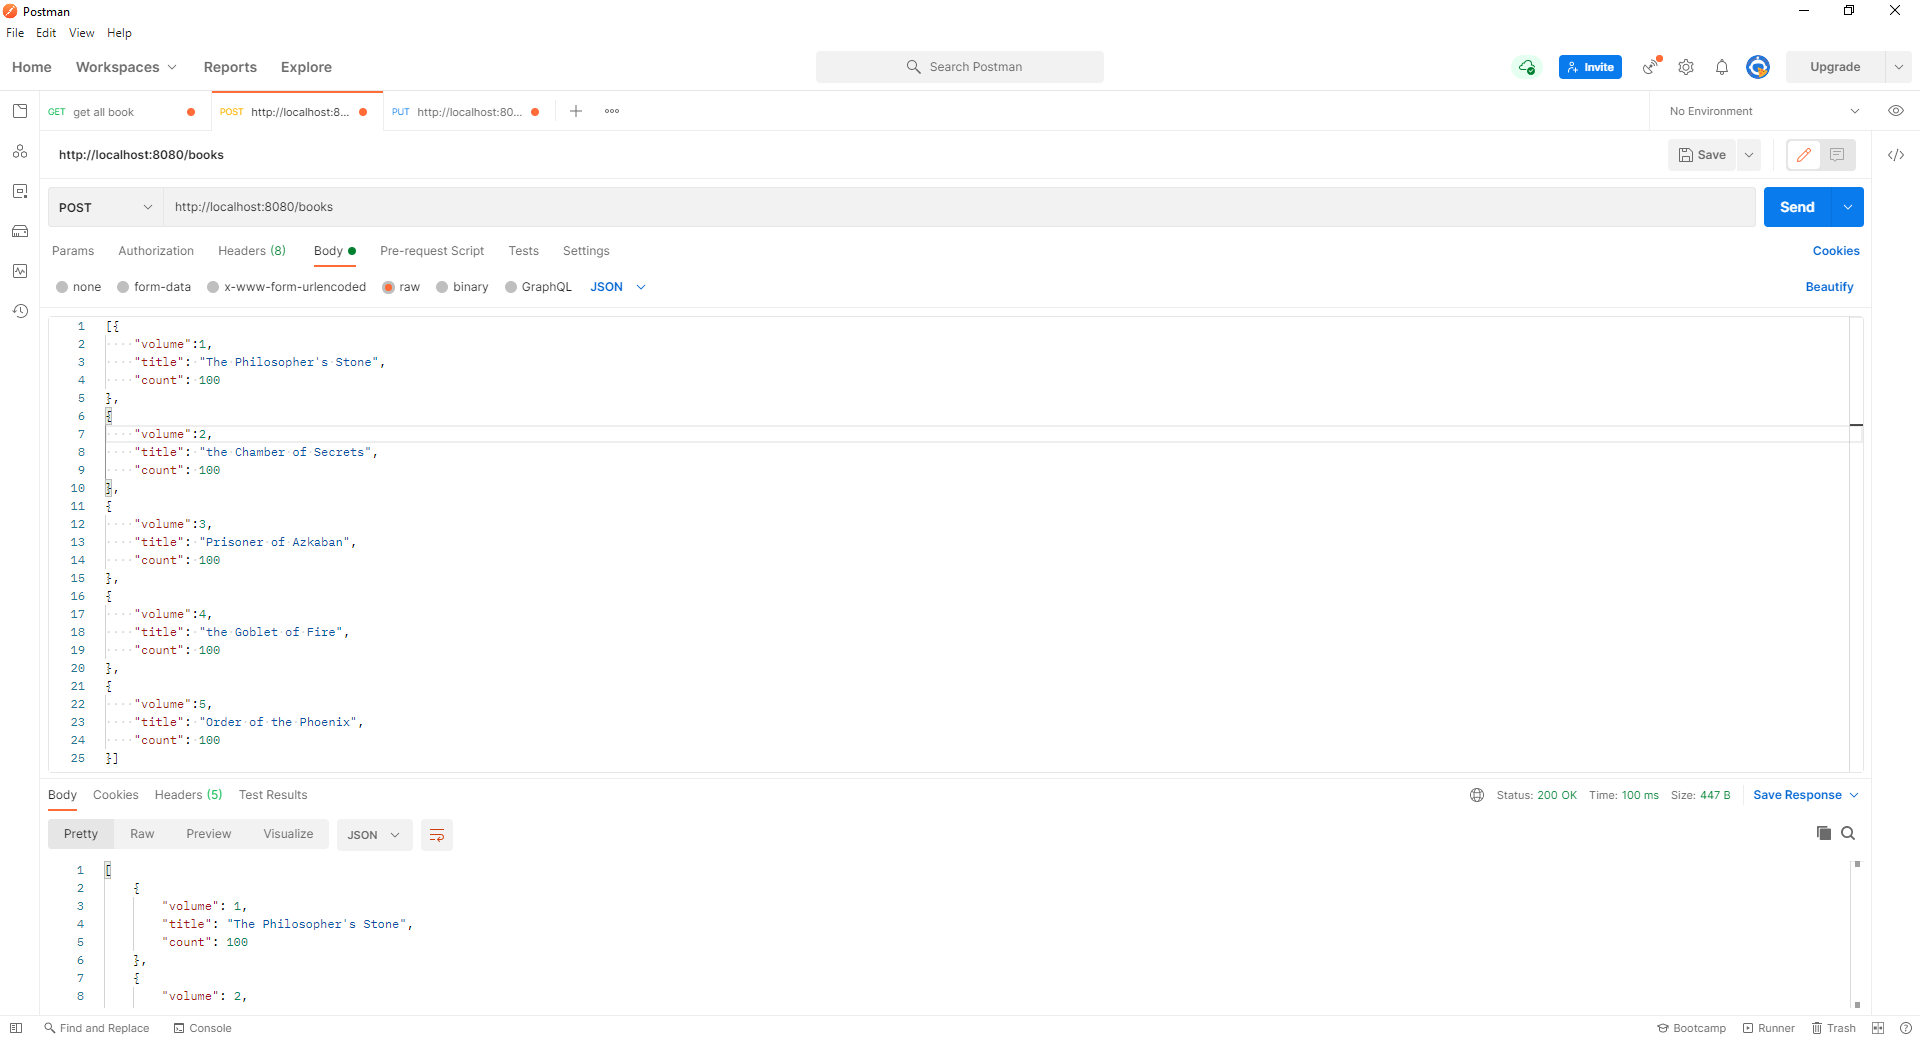 Postman
File Edit View Help
Home Workspaces Reports Explore Search Postman Invite Upgrade
GET get all book POST http://localhost:8... PUT http://localhost:80... No Environment
http://localhost:8080/books Save
POST http://localhost:8080/books Send
Params Authorization Headers (8) Body Pre-request Script Tests Settings Cookies
none form-data x-www-form-urlencoded raw binary GraphQL JSON Beautify
1 [{
2 "volume":1,
3 "title": "The Philosopher's Stone",
4 "count": 100
5 },
6 {
7 "volume":2,
8 "title": "the Chamber of Secrets",
9 "count": 100
10 },
11 {
12 "volume":3,
13 "title": "Prisoner of Azkaban",
14 "count": 100
15 },
16 {
17 "volume":4,
18 "title": "the Goblet of Fire",
19 "count": 100
20 },
21 {
22 "volume":5,
23 "title": "Order of the Phoenix",
24 "count": 100
25 }]
Body Cookies Headers (5) Test Results Status: 200 OK Time: 100 ms Size: 447 B Save Response
Pretty Raw Preview Visualize JSON
1 [
2 {
3 "volume": 1,
4 "title": "The Philosopher's Stone",
5 "count": 100
6 },
7 {
8 "volume": 2,
Find and Replace Console Bootcamp Runner Trash